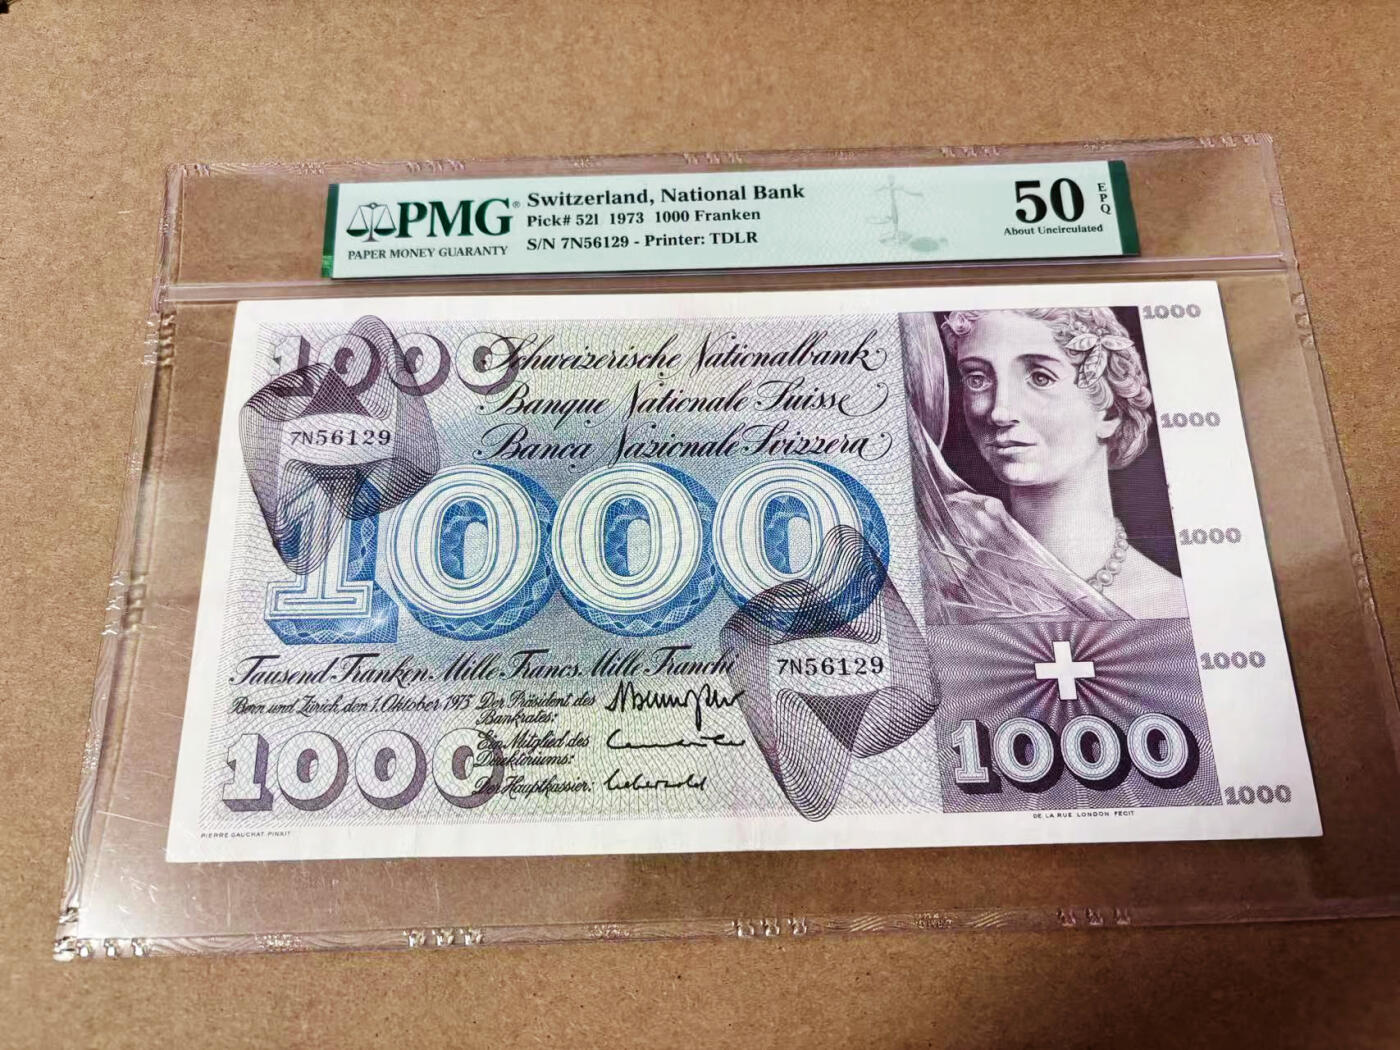 PMG®
PAPER MONEY GUARANTY
Switzerland, National Bank
Pick# 52l 1973 1000 Franken
S/N 7N56129 - Printer: TDLR
50
EPQ
About Uncirculated
1000
Schweizerische Nationalbank
Banque Nationale Suisse
Banca Nazionale Svizzera
7N56129
1000
Tausend Franken Mille Francs Mille Franchi
7N56129
Bern und Zürich, den 1. Oktober 1973
Der Präsident des
Bankrates:
Ein Mitglied des
Direktoriums:
Der Hauptkassier:
1000
PIERRE GAUCHAT PINXIT
1000
1000
1000
1000
1000
1000
DE LA RUE LONDON FECIT